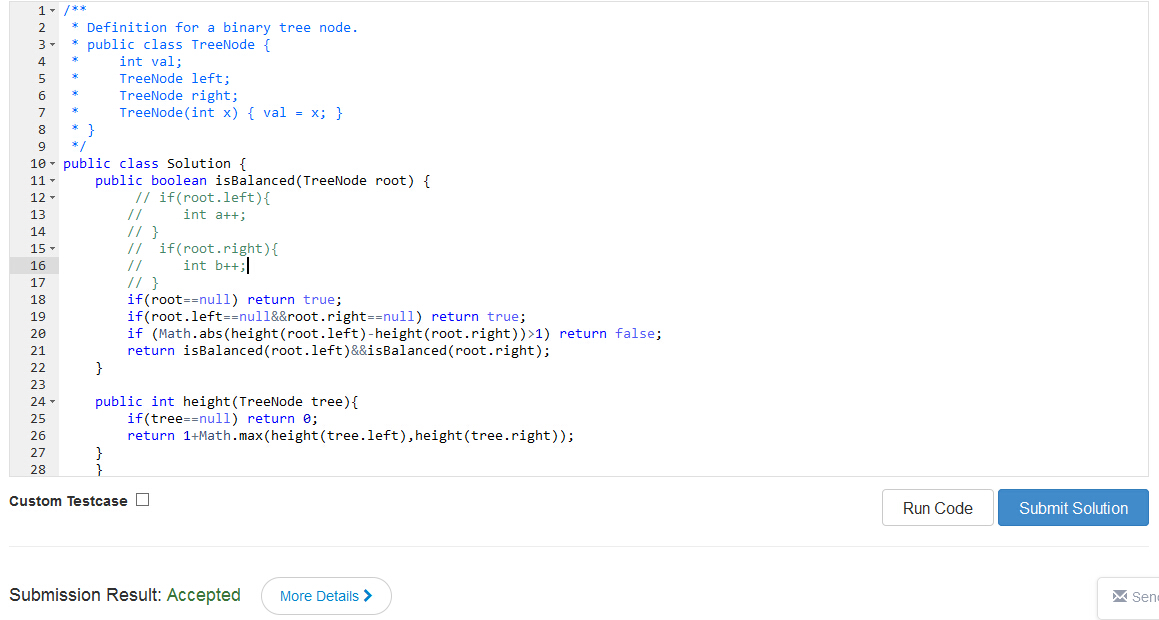 1 /**
2  * Definition for a binary tree node.
3  * public class TreeNode {
4  *     int val;
5  *     TreeNode left;
6  *     TreeNode right;
7  *     TreeNode(int x) { val = x; }
8  * }
9  */
10 public class Solution {
11     public boolean isBalanced(TreeNode root) {
12          // if(root.left){
13         //     int a++;
14         // }
15         //  if(root.right){
16         //     int b++;
17         // }
18         if(root==null) return true;
19         if(root.left==null&&root.right==null) return true;
20         if (Math.abs(height(root.left)-height(root.right))>1) return false;
21         return isBalanced(root.left)&&isBalanced(root.right);
22     }
23
24     public int height(TreeNode tree){
25         if(tree==null) return 0;
26         return 1+Math.max(height(tree.left),height(tree.right));
27     }
28     }
Custom Testcase
Run Code
Submit Solution
Submission Result: Accepted
More Details